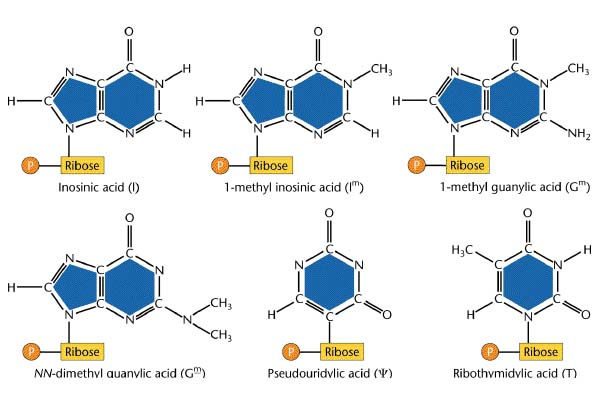 O
H
N
C
C
N
H
C
C
C
N
N
H
P
Ribose
Inosinic acid (I)
O
CH3
N
C
C
N
H
C
C
C
N
N
H
P
Ribose
1-methyl inosinic acid (Im)
O
CH3
N
C
C
N
H
C
C
C
N
N
NH2
P
Ribose
1-methyl guanylic acid (Gm)
O
N
C
C
N
H
C
C
C
N
N
N
CH3
CH3
P
Ribose
NN-dimethyl guanylic acid (Gm)
O
C
N
N
C
C
H
C
O
P
Ribose
Pseudouridylic acid (Ψ)
O
H3C
C
C
N
H
C
C
H
N
O
P
Ribose
Ribothymidylic acid (T)